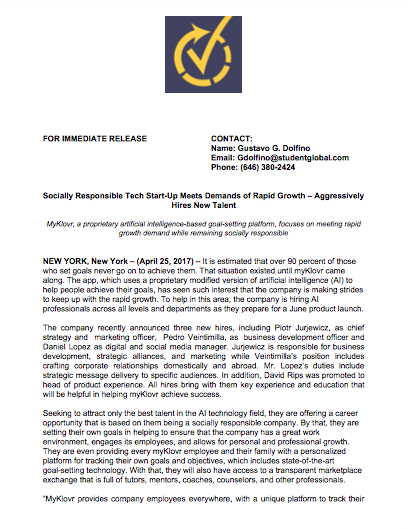 FOR IMMEDIATE RELEASE
CONTACT:
Name: Gustavo G. Dolfino
Email: Gdolfino@studentglobal.com
Phone: (646) 380-2424
Socially Responsible Tech Start-Up Meets Demands of Rapid Growth – Aggressively
Hires New Talent
MyKlovr, a proprietary artificial intelligence-based goal-setting platform, focuses on meeting rapid
growth demand while remaining socially responsible
NEW YORK, New York – (April 25, 2017) – It is estimated that over 90 percent of those
who set goals never go on to achieve them. That situation existed until myKlovr came
along. The app, which uses a proprietary modified version of artificial intelligence (AI) to
help people achieve their goals, has seen such interest that the company is making strides
to keep up with the rapid growth. To help in this area, the company is hiring AI
professionals across all levels and departments as they prepare for a June product launch.
The company recently announced three new hires, including Piotr Jurjewicz, as chief
strategy and marketing officer, Pedro Veintimilla, as business development officer and
Daniel Lopez as digital and social media manager. Jurjewicz is responsible for business
development, strategic alliances, and marketing while Veintimilla's position includes
crafting corporate relationships domestically and abroad. Mr. Lopez's duties include
strategic message delivery to specific audiences. In addition, David Rips was promoted to
head of product experience. All hires bring with them key experience and education that
will be helpful in helping myKlovr achieve success.
Seeking to attract only the best talent in the AI technology field, they are offering a career
opportunity that is based on them being a socially responsible company. By that, they are
setting their own goals in helping to ensure that the company has a great work
environment, engages its employees, and allows for personal and professional growth.
They are even providing every myKlovr employee and their family with a personalized
platform for tracking their own goals and objectives, which includes state-of-the-art
goal-setting technology. With that, they will also have access to a transparent marketplace
exchange that is full of tutors, mentors, coaches, counselors, and other professionals.
"MyKlovr provides company employees everywhere, with a unique platform to track their